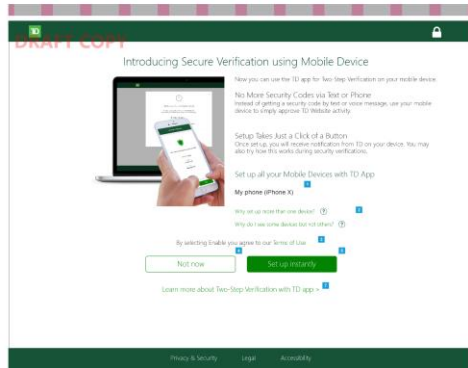 TD
DRAFT COPY
Introducing Secure Verification using Mobile Device
Now you can use the TD app for Two-Step Verification on your mobile device
No More Security Codes via Text or Phone
Instead of getting a security code by text or voice message, use your mobile
device to simply approve TD Website activity.
Setup Takes Just a Click of a Button
Once set up, you will receive notification from TD on your device. You may
also try how this works during security verifications.
Set up all your Mobile Devices with TD App
My phone (iPhone X)
Why set up more than one device? ?
Why do I see some devices but not others? ?
By selecting Enable you agree to our Terms of Use
Not now
Set up instantly
Learn more about Two-Step Verification with TD app >
Privacy & Security Legal Accessibility